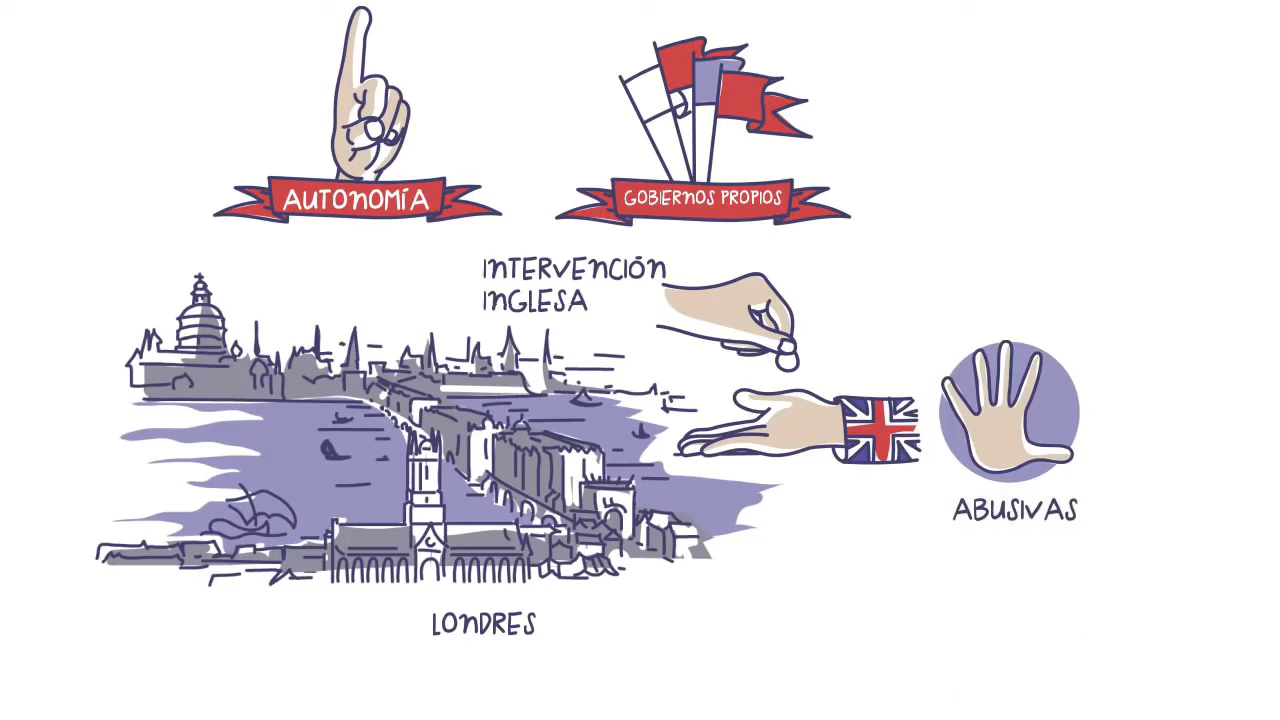 AUTONOMÍA
GOBIERNOS PROPIOS
INTERVENCIÓN
INGLESA
ABUSIVAS
LONDRES